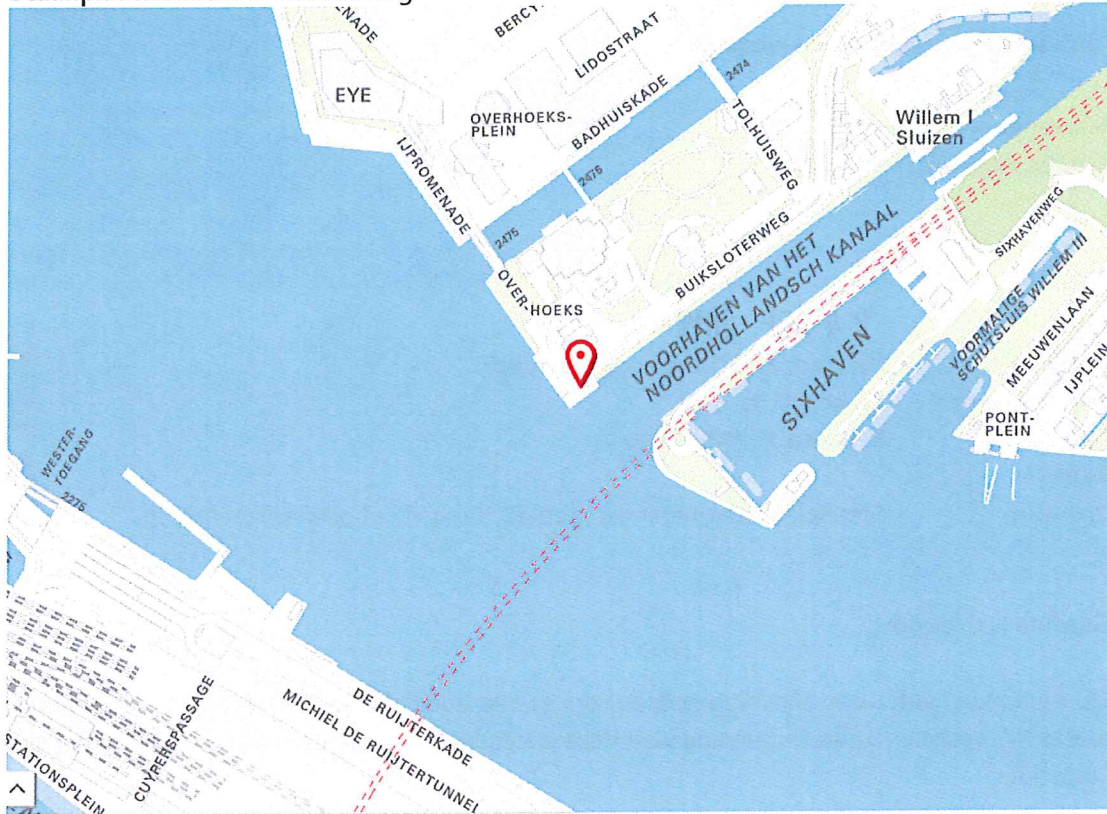 BERCY
LIDOSTRAAT
2474
EYE
OVERHOEKS-
PLEIN
BADHUISKADE
TOLHUISWEG
Willem I
Sluizen
IJPROMENADE
2476
2475
OVER-HOEKS
BUIKSLOTERWEG
VOORHAVEN VAN HET
NOORDHOLLANDSCH KANAAL
SIXHAVENWEG
SIXHAVEN
VOORMALIGE
SCHUTSLUIS WILLEM III
MEEUWENLAAN
IJPLEIN
PONT-
PLEIN
WESTER-
TOEGANG
2275
DE RUIJTERKADE
MICHIEL DE RUIJTERTUNNEL
CUYPERSPASSAGE
STATIONSPLEIN